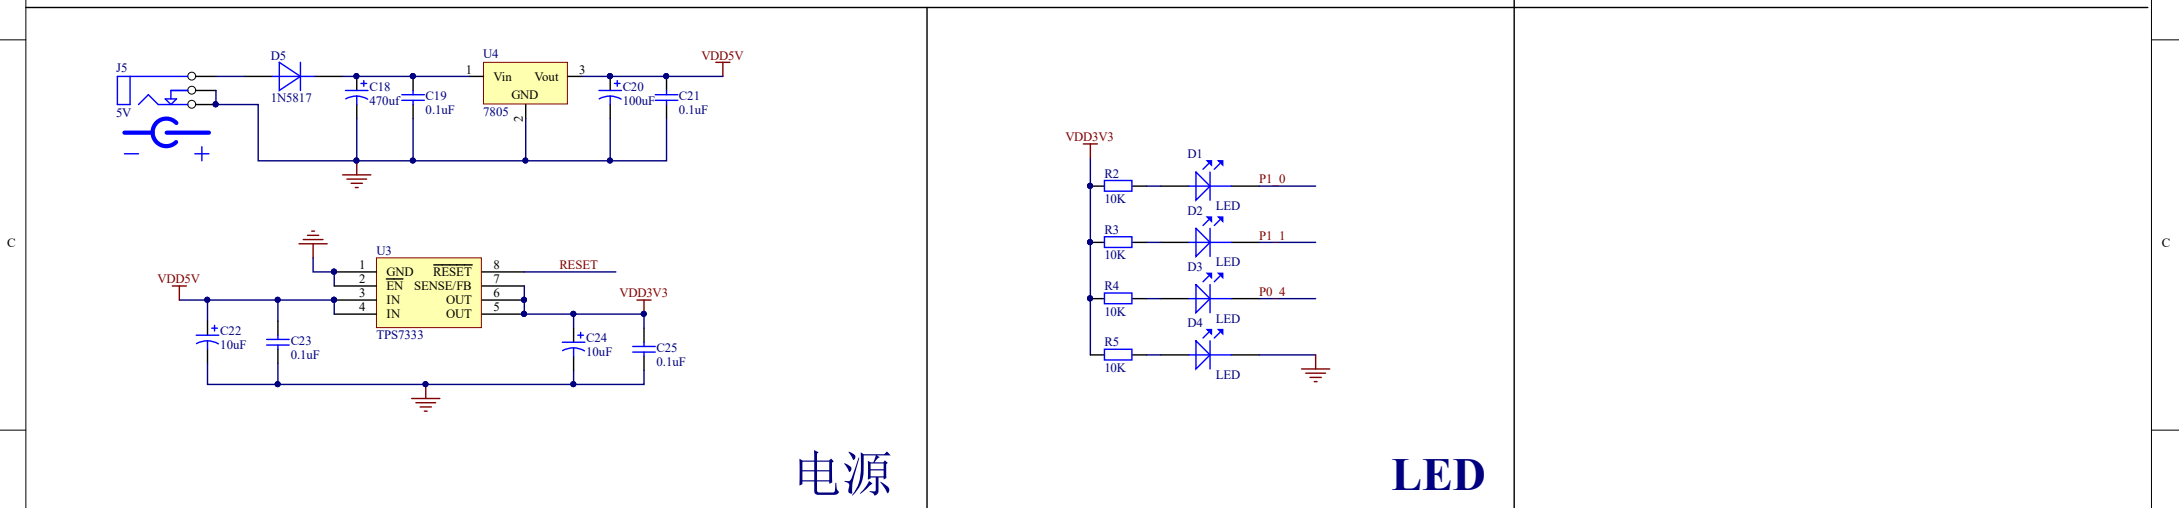 J5
5V
− +
D5
1N5817
+
C18
470uf
C19
0.1uF
U4
1 Vin Vout 3
GND
7805
2
+
C20
100uF
C21
0.1uF
VDD5V
VDD5V
+
C22
10uF
C23
0.1uF
U3
1 GND RESET 8 RESET
2 EN SENSE/FB 7
3 IN OUT 6
4 IN OUT 5
TPS7333
VDD3V3
+
C24
10uF
C25
0.1uF
电源
VDD3V3
R2
10K
D1
LED
P1_0
R3
10K
D2
LED
P1_1
R4
10K
D3
LED
P0_4
R5
10K
D4
LED
LED
C
C